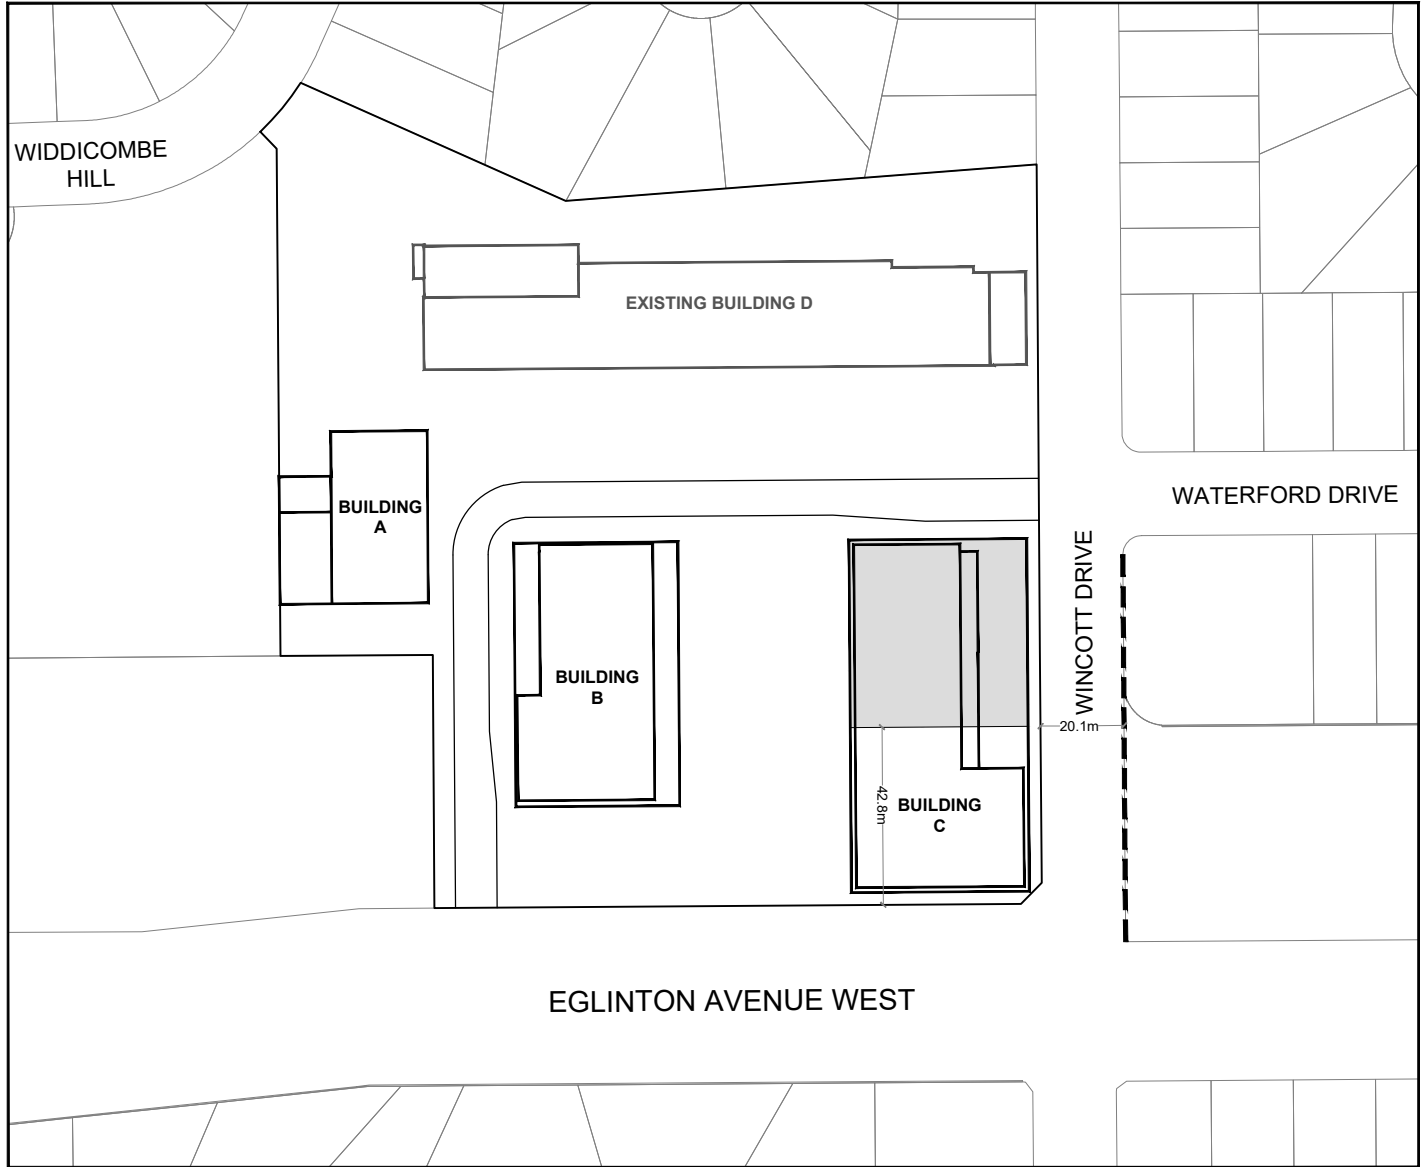 WIDDICOMBE
HILL
EXISTING BUILDING D
BUILDING
A
WATERFORD DRIVE
WINCOTT DRIVE
BUILDING
B
20.1m
42.8m
BUILDING
C
EGLINTON AVENUE WEST